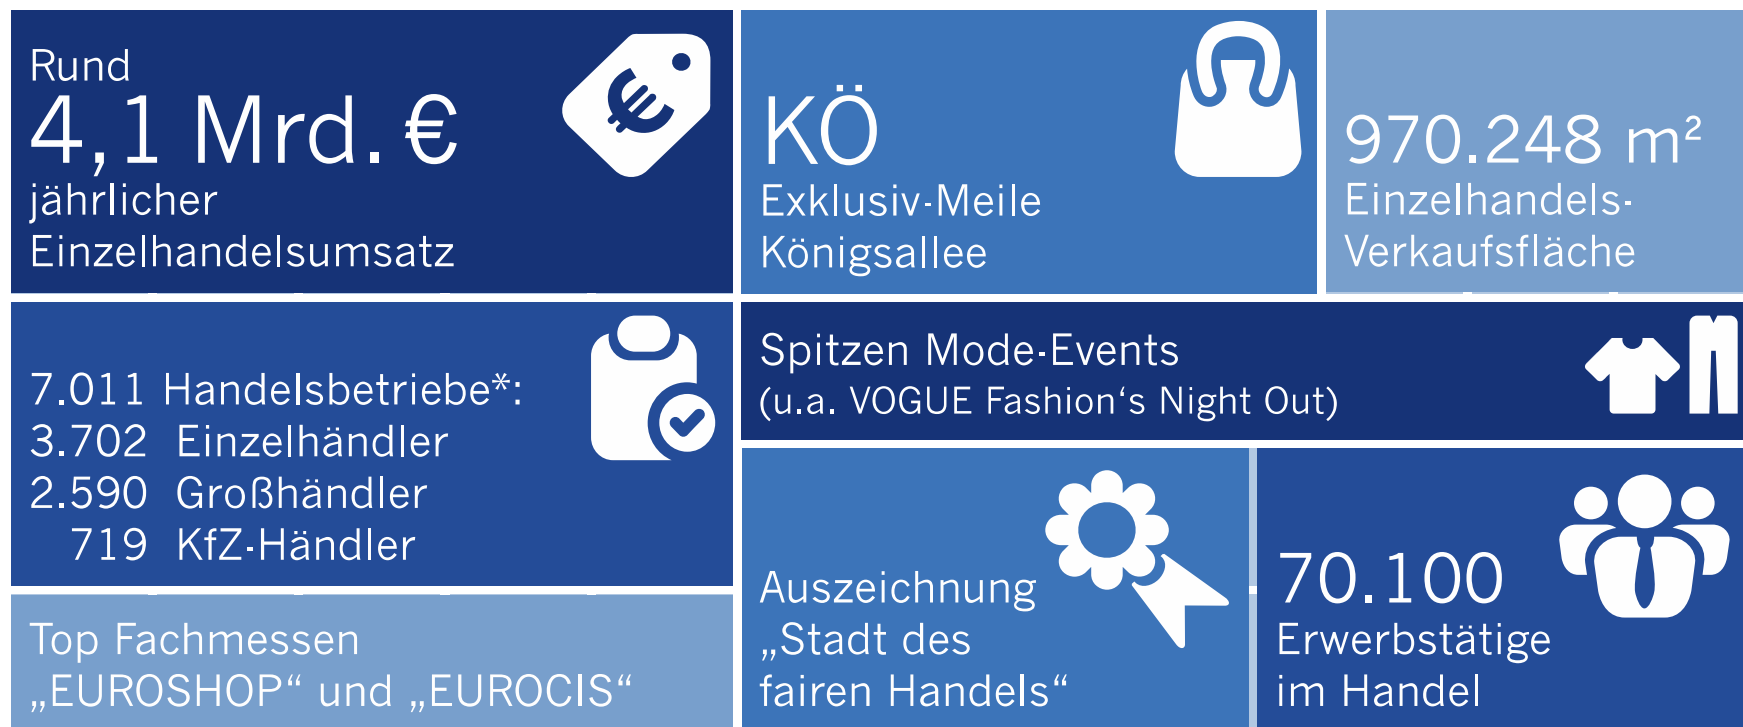 Rund
4,1 Mrd. €
jährlicher
Einzelhandelsumsatz
KÖ
Exklusiv-Meile
Königsallee
970.248 m²
Einzelhandels-
Verkaufsfläche
7.011 Handelsbetriebe*:
3.702 Einzelhändler
2.590 Großhändler
719 KfZ-Händler
Spitzen Mode-Events
(u.a. VOGUE Fashion‘s Night Out)
Top Fachmessen
„EUROSHOP“ und „EUROCIS“
Auszeichnung
„Stadt des
fairen Handels“
70.100
Erwerbstätige
im Handel